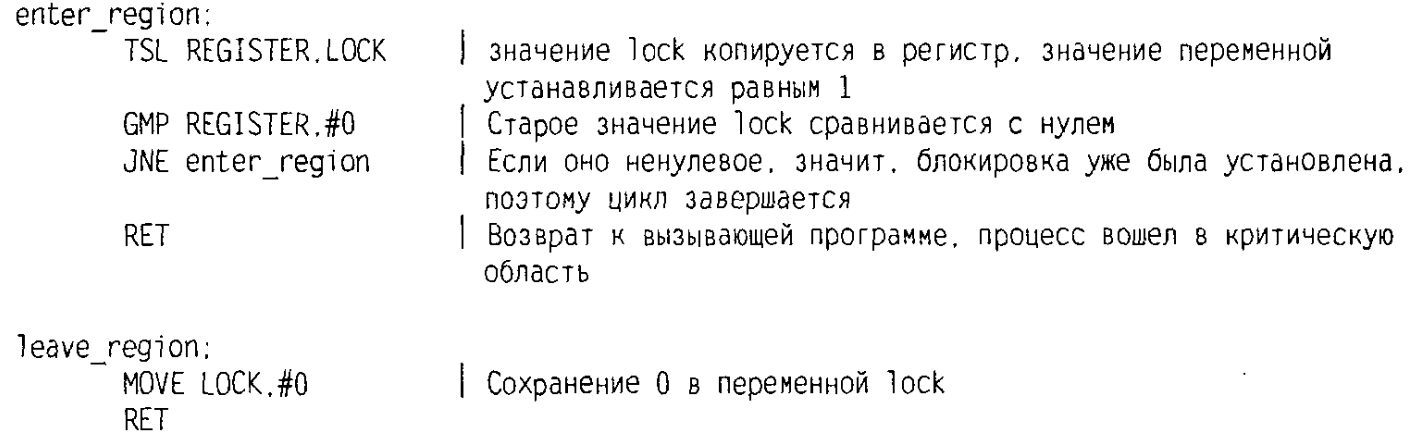 enter_region:
TSL REGISTER.LOCK | значение lock копируется в регистр, значение переменной
устанавливается равным 1
GMP REGISTER.#0 | Старое значение lock сравнивается с нулем
JNE enter_region | Если оно ненулевое, значит, блокировка уже была установлена,
поэтому цикл завершается
RET | Возврат к вызывающей программе, процесс вошел в критическую
область
leave_region:
MOVE LOCK.#0 | Сохранение 0 в переменной lock
RET